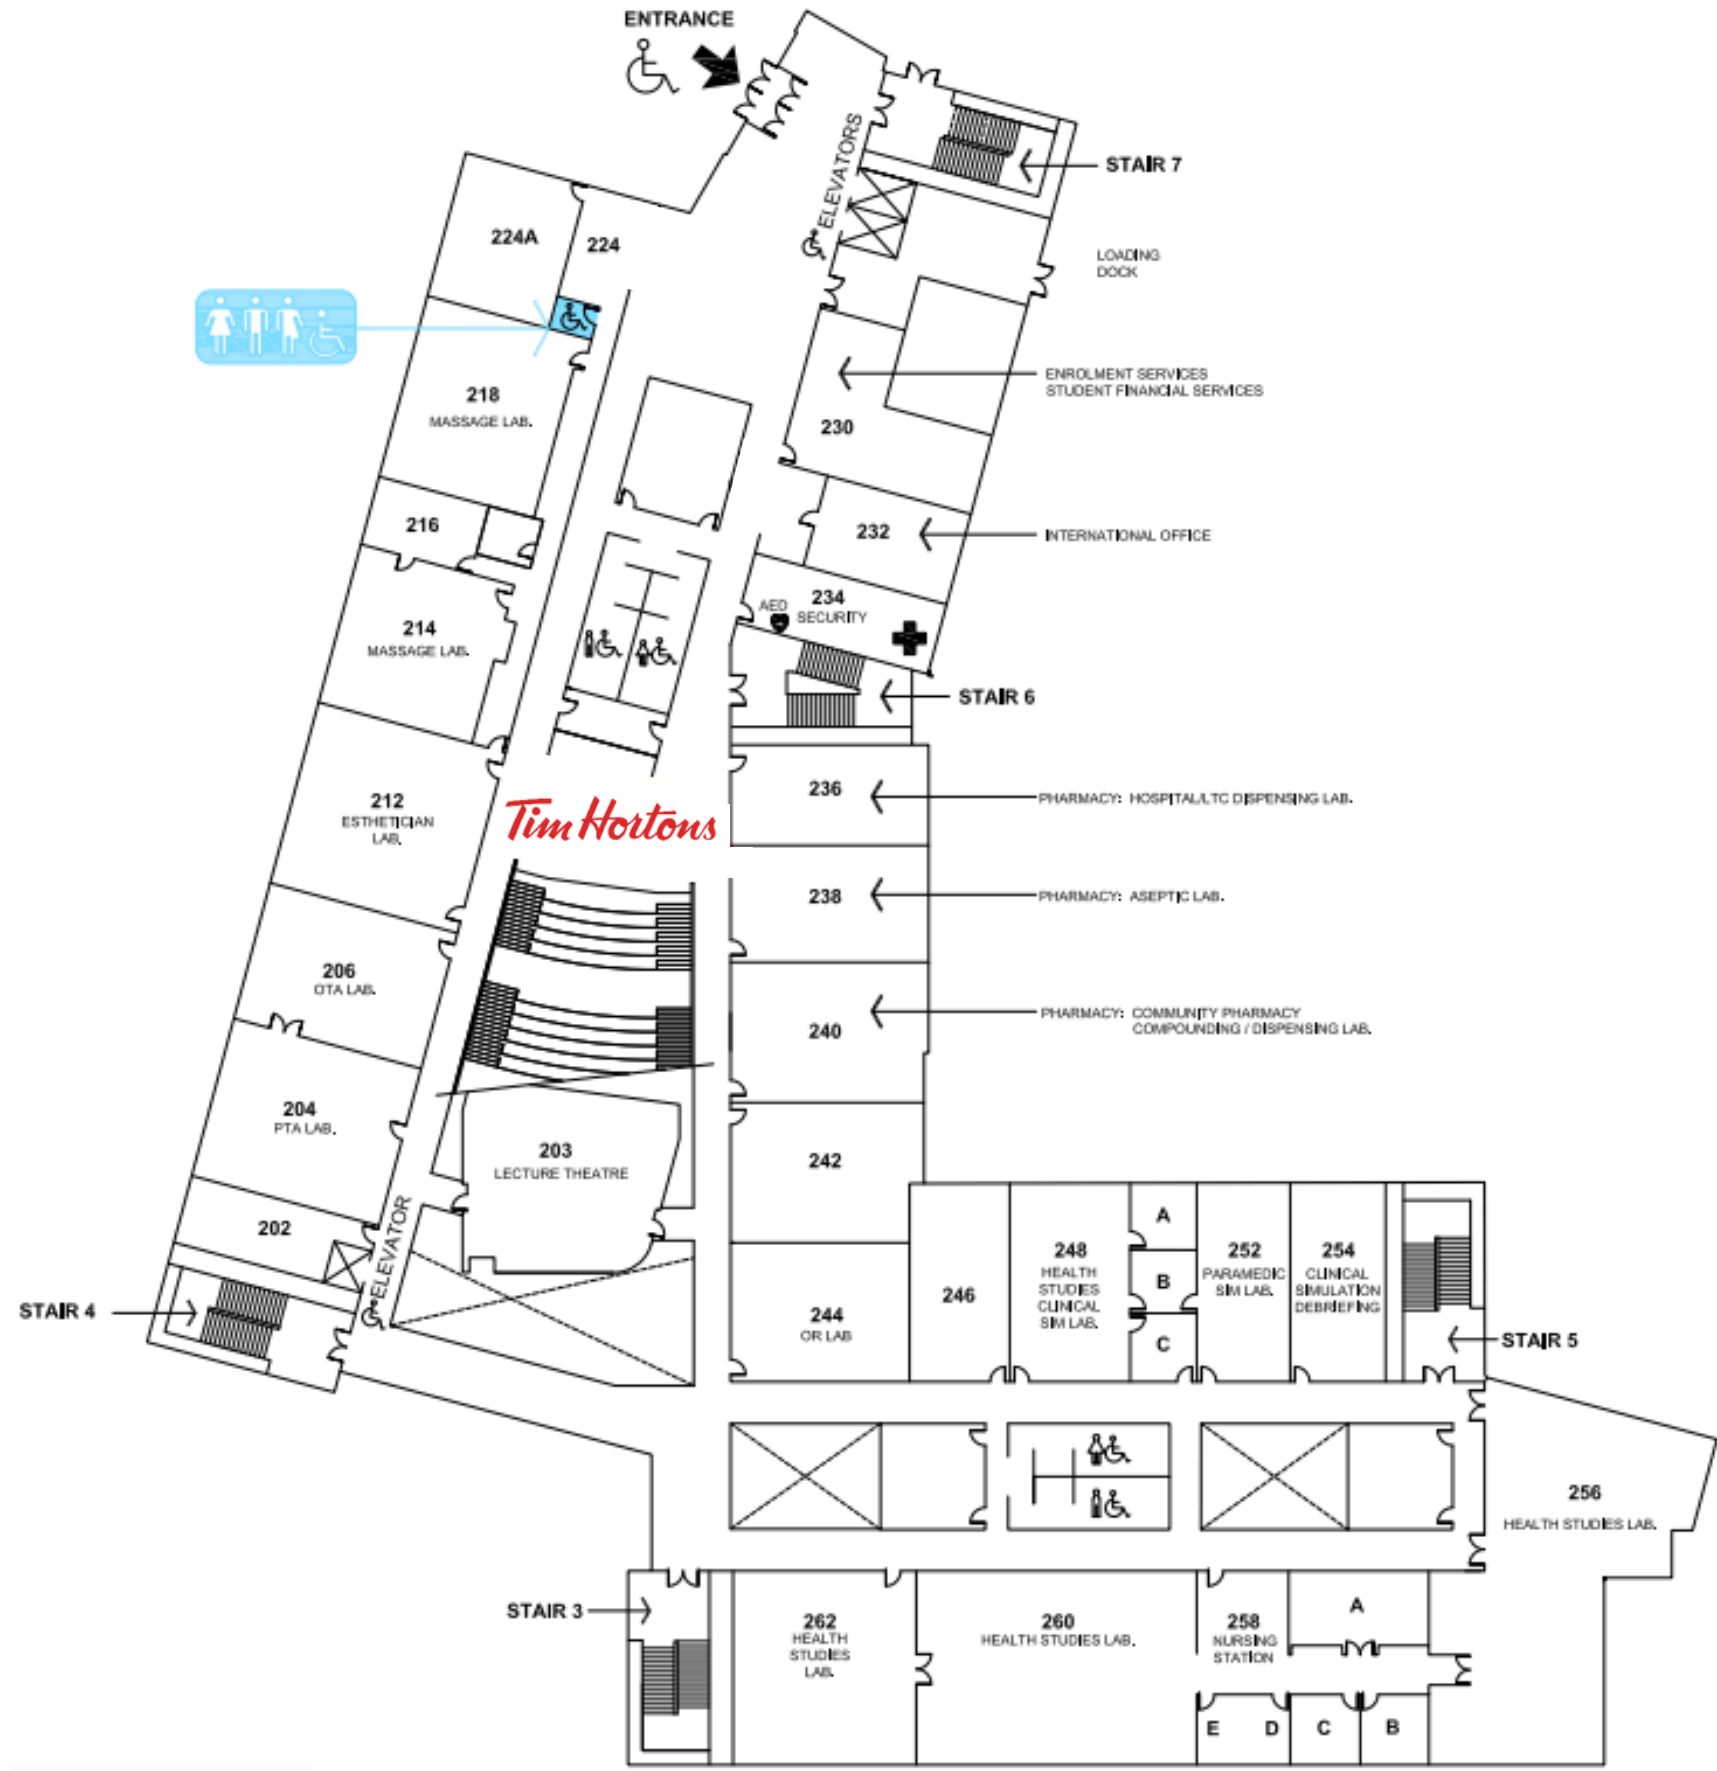 ENTRANCE
ELEVATORS
STAIR 7
224A
224
LOADING
DOCK
218
MASSAGE LAB.
ENROLMENT SERVICES
STUDENT FINANCIAL SERVICES
230
216
232
INTERNATIONAL OFFICE
234
SECURITY
AED
214
MASSAGE LAB.
STAIR 6
212
ESTHETICIAN
LAB.
Tim Hortons
236
PHARMACY: HOSPITAL/LTC DISPENSING LAB.
238
PHARMACY: ASEPTIC LAB.
206
OTA LAB.
240
PHARMACY: COMMUNITY PHARMACY
COMPOUNDING / DISPENSING LAB.
204
PTA LAB.
203
LECTURE THEATRE
242
202
ELEVATOR
STAIR 4
244
OR LAB
246
248
HEALTH
STUDIES
CLINICAL
SIM LAB.
A
B
C
252
PARAMEDIC
SIM LAB.
254
CLINICAL
SIMULATION
DEBRIEFING
STAIR 5
256
HEALTH STUDIES LAB.
STAIR 3
262
HEALTH
STUDIES
LAB.
260
HEALTH STUDIES LAB.
258
NURSING
STATION
A
E
D
C
B